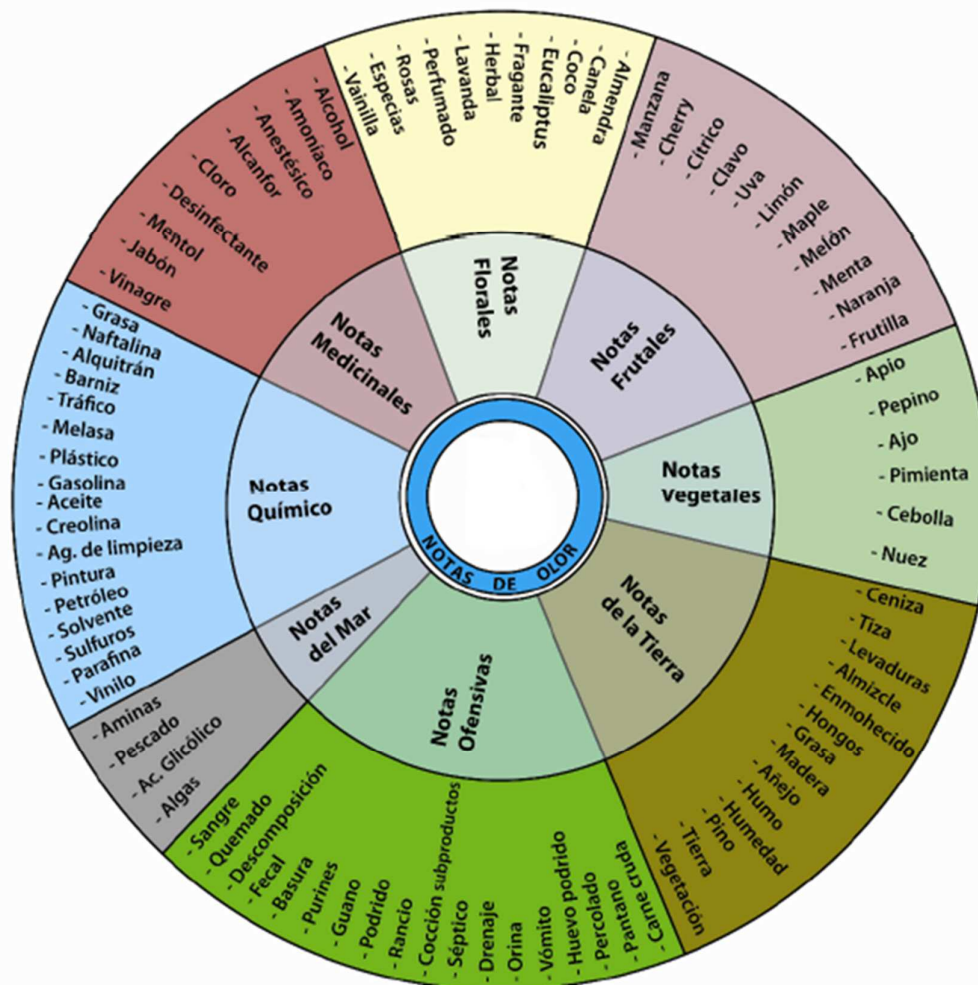 Notas
Florales
- Vainilla
- Especias
- Rosas
- Perfumado
- Lavanda
- Herbal
- Fragante
- Eucaliptus
- Coco
- Canela
- Almendra
Notas
Frutales
- Manzana
- Cherry
- Cítrico
- Clavo
- Uva
- Limón
- Maple
- Melón
- Menta
- Naranja
- Frutilla
Notas
Vegetales
- Apio
- Pepino
- Ajo
- Pimienta
- Cebolla
- Nuez
Notas
de la Tierra
- Ceniza
- Tiza
- Levaduras
- Almizcle
- Enmohecido
- Hongos
- Grasa
- Madera
- Añejo
- Humo
- Humedad
- Pino
- Tierra
- Vegetación
Notas
Ofensivas
- Sangre
- Quemado
- Descomposición
- Fecal
- Basura
- Purines
- Guano
- Podrido
- Rancio
- Cocción subproductos
- Séptico
- Drenaje
- Orina
- Vómito
- Huevo podrido
- Percolado
- Pantano
- Carne cruda
Notas
del Mar
- Aminas
- Pescado
- Ac. Glicólico
- Algas
Notas
Químico
- Grasa
- Naftalina
- Alquitrán
- Barniz
- Tráfico
- Melasa
- Plástico
- Gasolina
- Aceite
- Creolina
- Ag. de limpieza
- Pintura
- Petróleo
- Solvente
- Sulfuros
- Parafina
- Vinilo
Notas
Medicinales
- Alcohol
- Amoníaco
- Anestésico
- Alcanfor
- Cloro
- Desinfectante
- Mentol
- Jabón
- Vinagre
NOTAS DE OLOR